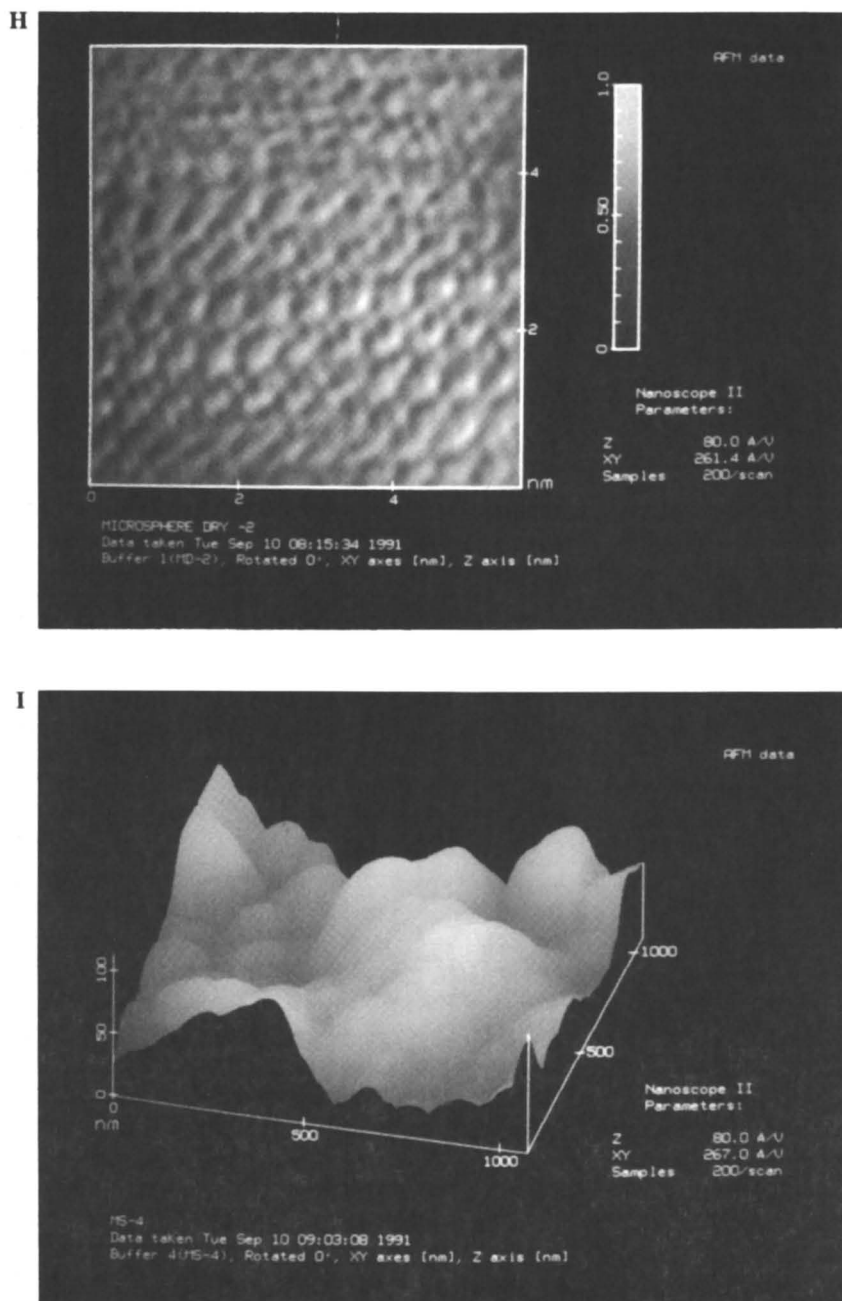 H
AFM data
1.0
0.50
0
4
2
0
2
4
nm
Nanoscope II
Parameters:
Z 80.0 A/V
XY 261.4 A/V
Samples 200/scan
MICROSPHERE DRY -2
Data taken Tue Sep 10 08:15:34 1991
Buffer 1(MD-2), Rotated 0°, XY axes [nm], Z axis [nm]
I
AFM data
100
50
0
0
nm
500
1000
500
1000
Nanoscope II
Parameters:
Z 80.0 A/V
XY 267.0 A/V
Samples 200/scan
MS-4
Data taken Tue Sep 10 09:03:08 1991
Buffer 4(MS-4), Rotated 0°, XY axes [nm], Z axis [nm]